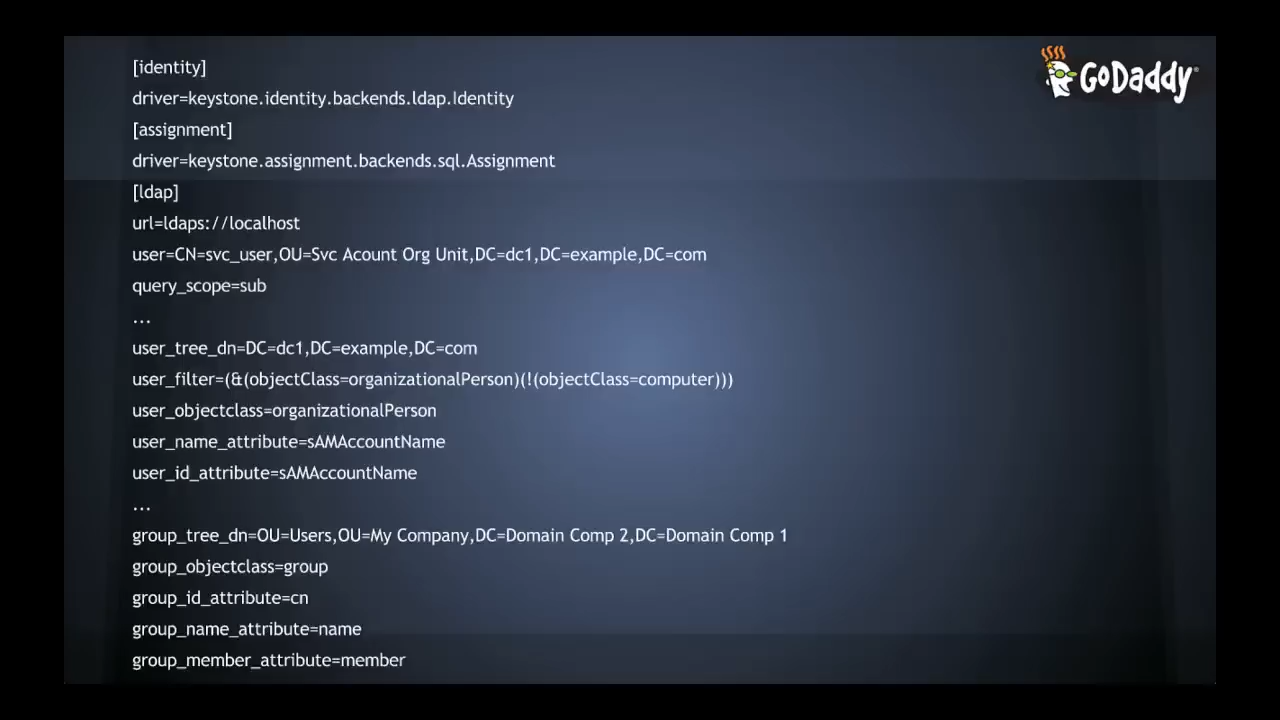 [identity]
driver=keystone.identity.backends.ldap.Identity
[assignment]
driver=keystone.assignment.backends.sql.Assignment
[ldap]
url=ldaps://localhost
user=CN=svc_user,OU=Svc Acount Org Unit,DC=dc1,DC=example,DC=com
query_scope=sub
...
user_tree_dn=DC=dc1,DC=example,DC=com
user_filter=(&(objectClass=organizationalPerson)(!(objectClass=computer)))
user_objectclass=organizationalPerson
user_name_attribute=sAMAccountName
user_id_attribute=sAMAccountName
...
group_tree_dn=OU=Users,OU=My Company,DC=Domain Comp 2,DC=Domain Comp 1
group_objectclass=group
group_id_attribute=cn
group_name_attribute=name
group_member_attribute=member
GoDaddy